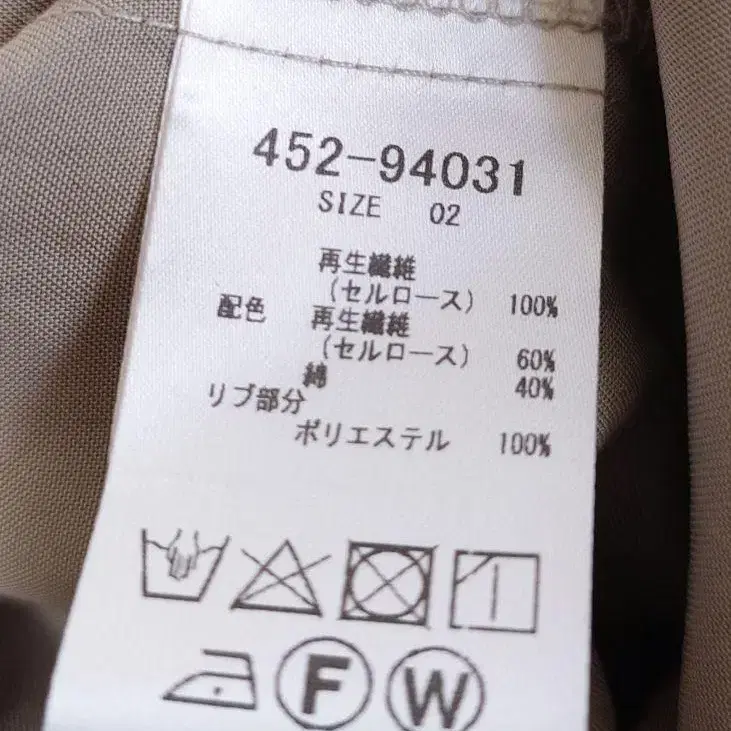 452-94031
SIZE 02
再生繊維
(セルロース) 100%
配色 再生繊維
(セルロース) 60%
綿 40%
リブ部分
ポリエステル 100%
F W